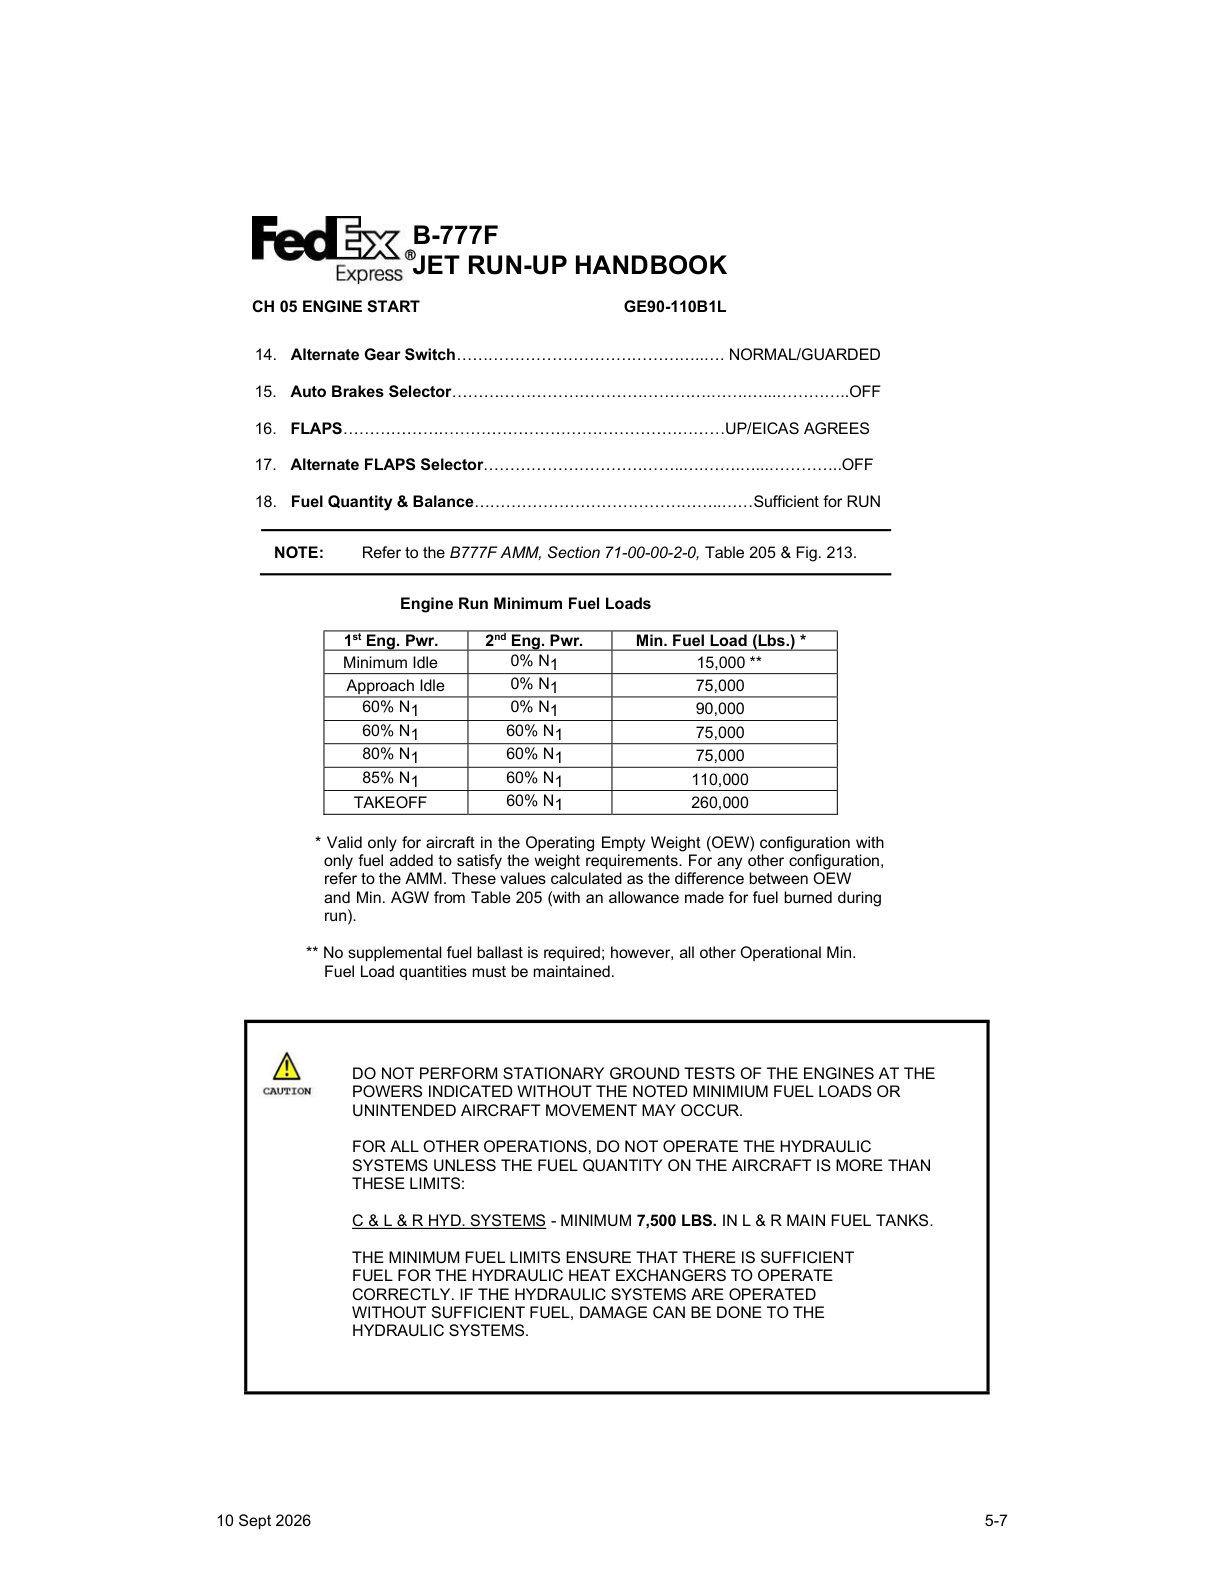 FedEx B-777F
Express ® JET RUN-UP HANDBOOK
CH 05 ENGINE START GE90-110B1L
14. Alternate Gear Switch……………………………………..…. NORMAL/GUARDED
15. Auto Brakes Selector……………………………………………..…...…………..OFF
16. FLAPS………………………………………………………………UP/EICAS AGREES
17. Alternate FLAPS Selector………………………………...……….…...…………..OFF
18. Fuel Quantity & Balance………………………………………..……Sufficient for RUN
NOTE: Refer to the B777F AMM, Section 71-00-00-2-0, Table 205 & Fig. 213.
Engine Run Minimum Fuel Loads
1st Eng. Pwr. 2nd Eng. Pwr. Min. Fuel Load (Lbs.) *
Minimum Idle 0% N1 15,000 **
Approach Idle 0% N1 75,000
60% N1 0% N1 90,000
60% N1 60% N1 75,000
80% N1 60% N1 75,000
85% N1 60% N1 110,000
TAKEOFF 60% N1 260,000
* Valid only for aircraft in the Operating Empty Weight (OEW) configuration with
only fuel added to satisfy the weight requirements. For any other configuration,
refer to the AMM. These values calculated as the difference between OEW
and Min. AGW from Table 205 (with an allowance made for fuel burned during
run).
** No supplemental fuel ballast is required; however, all other Operational Min.
Fuel Load quantities must be maintained.
CAUTION
DO NOT PERFORM STATIONARY GROUND TESTS OF THE ENGINES AT THE
POWERS INDICATED WITHOUT THE NOTED MINIMIUM FUEL LOADS OR
UNINTENDED AIRCRAFT MOVEMENT MAY OCCUR.
FOR ALL OTHER OPERATIONS, DO NOT OPERATE THE HYDRAULIC
SYSTEMS UNLESS THE FUEL QUANTITY ON THE AIRCRAFT IS MORE THAN
THESE LIMITS:
C & L & R HYD. SYSTEMS - MINIMUM 7,500 LBS. IN L & R MAIN FUEL TANKS.
THE MINIMUM FUEL LIMITS ENSURE THAT THERE IS SUFFICIENT
FUEL FOR THE HYDRAULIC HEAT EXCHANGERS TO OPERATE
CORRECTLY. IF THE HYDRAULIC SYSTEMS ARE OPERATED
WITHOUT SUFFICIENT FUEL, DAMAGE CAN BE DONE TO THE
HYDRAULIC SYSTEMS.
10 Sept 2026 5-7